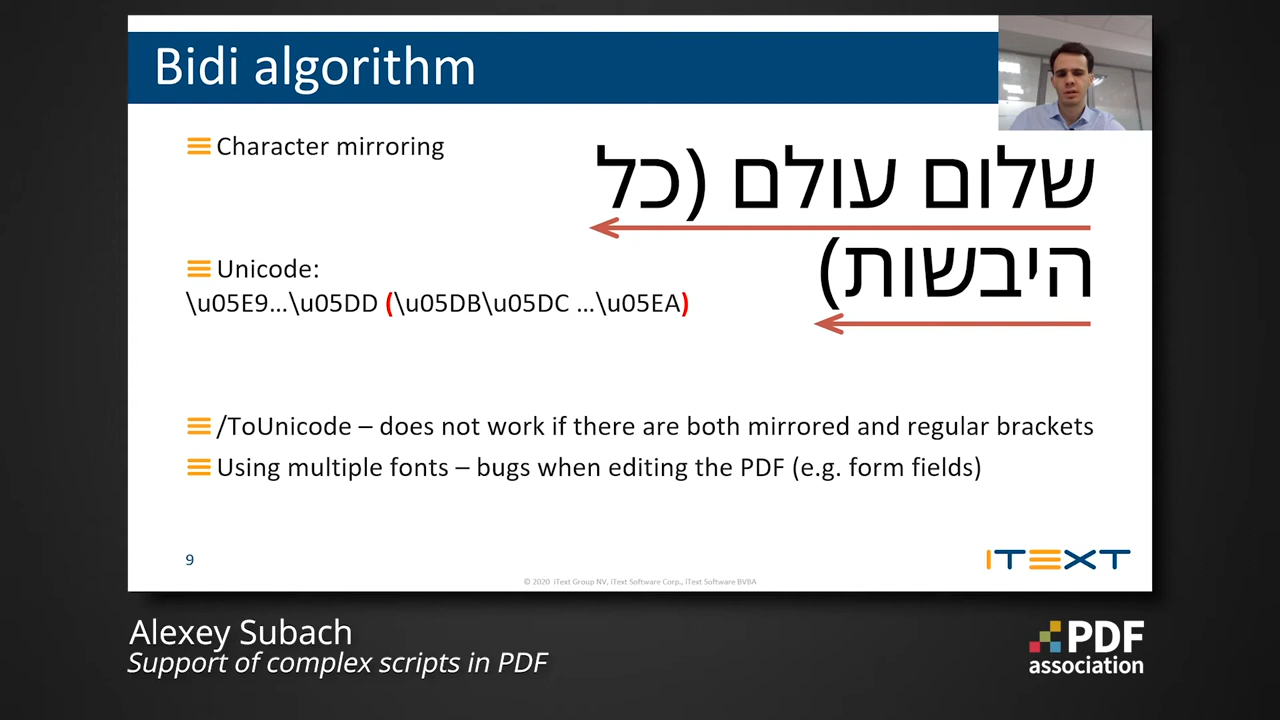 Bidi algorithm
Character mirroring
שלום עולם (כל
היבשות)
Unicode:
\u05E9...\u05DD (\u05DB\u05DC ...\u05EA)
/ToUnicode – does not work if there are both mirrored and regular brackets
Using multiple fonts – bugs when editing the PDF (e.g. form fields)
9
iTEXT
© 2020 iText Group NV, iText Software Corp., iText Software BVBA
Alexey Subach
Support of complex scripts in PDF
PDF
association